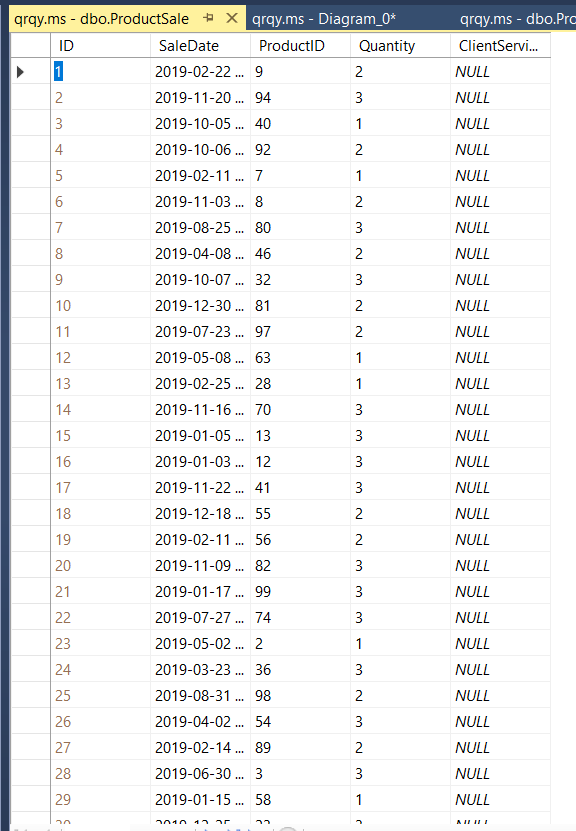 qrqy.ms - dbo.ProductSale qrqy.ms - Diagram_0* qrqy.ms - dbo.Pro
ID SaleDate ProductID Quantity ClientServi...
1 2019-02-22 ... 9 2 NULL
2 2019-11-20 ... 94 3 NULL
3 2019-10-05 ... 40 1 NULL
4 2019-10-06 ... 92 2 NULL
5 2019-02-11 ... 7 1 NULL
6 2019-11-03 ... 8 2 NULL
7 2019-08-25 ... 80 3 NULL
8 2019-04-08 ... 46 2 NULL
9 2019-10-07 ... 32 3 NULL
10 2019-12-30 ... 81 2 NULL
11 2019-07-23 ... 97 2 NULL
12 2019-05-08 ... 63 1 NULL
13 2019-02-25 ... 28 1 NULL
14 2019-11-16 ... 70 3 NULL
15 2019-01-05 ... 13 3 NULL
16 2019-01-03 ... 12 3 NULL
17 2019-11-22 ... 41 3 NULL
18 2019-12-18 ... 55 2 NULL
19 2019-02-11 ... 56 2 NULL
20 2019-11-09 ... 82 3 NULL
21 2019-01-17 ... 99 3 NULL
22 2019-07-27 ... 74 3 NULL
23 2019-05-02 ... 2 1 NULL
24 2019-03-23 ... 36 3 NULL
25 2019-08-31 ... 98 2 NULL
26 2019-04-02 ... 54 3 NULL
27 2019-02-14 ... 89 2 NULL
28 2019-06-30 ... 3 3 NULL
29 2019-01-15 ... 58 1 NULL